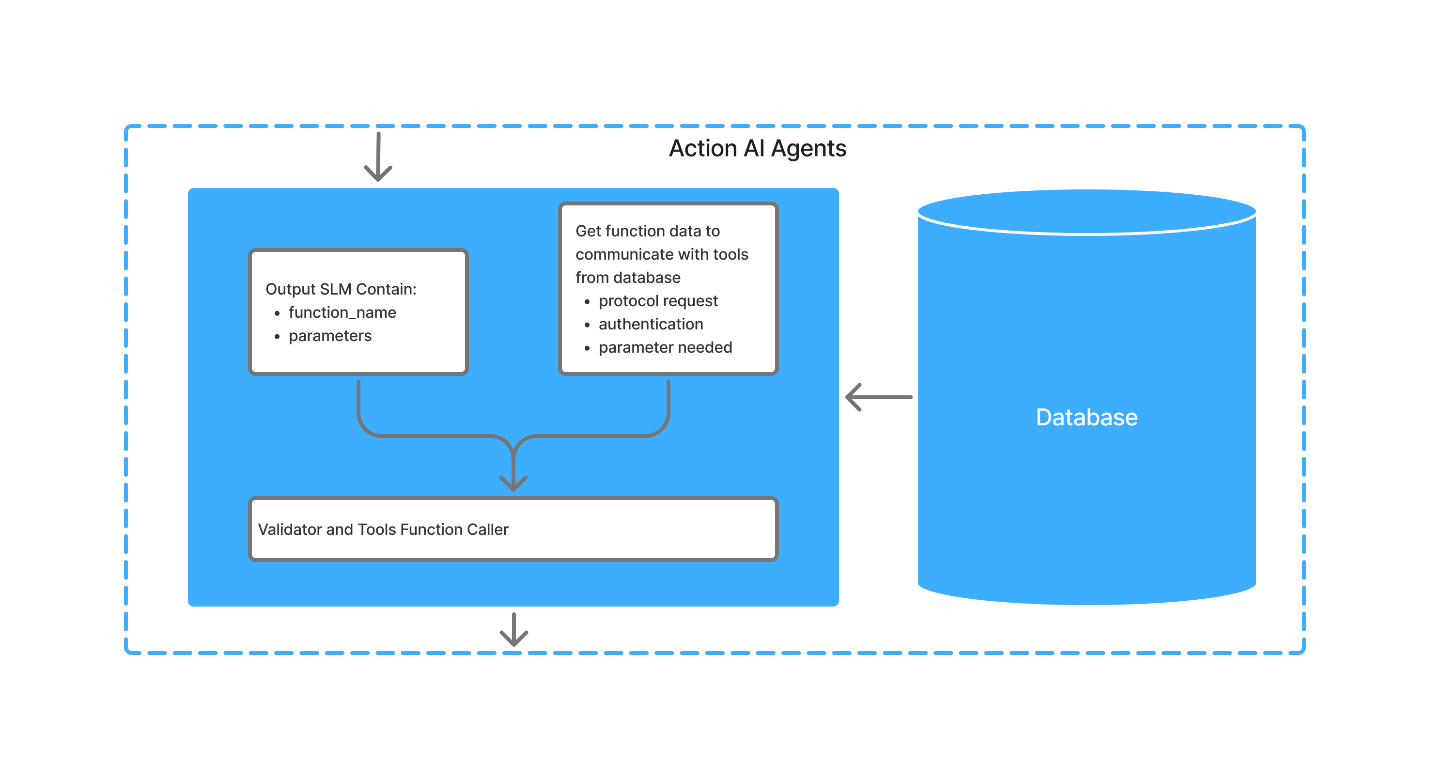 Action AI Agents
Output SLM Contain:
• function_name
• parameters
Get function data to
communicate with tools
from database
• protocol request
• authentication
• parameter needed
Validator and Tools Function Caller
Database